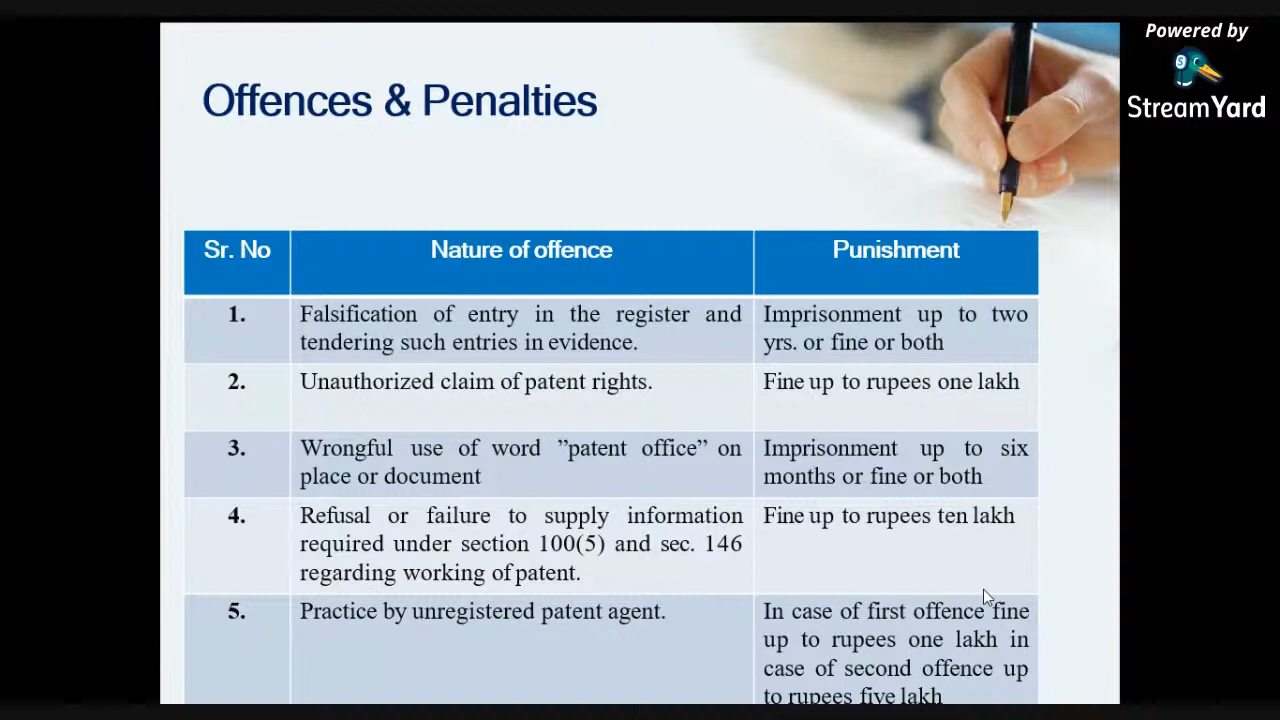 Powered by
StreamYard
Offences & Penalties
Sr. No
Nature of offence
Punishment
1.
Falsification of entry in the register and
tendering such entries in evidence.
Imprisonment up to two
yrs. or fine or both
2.
Unauthorized claim of patent rights.
Fine up to rupees one lakh
3.
Wrongful use of word ”patent office” on
place or document
Imprisonment up to six
months or fine or both
4.
Refusal or failure to supply information
required under section 100(5) and sec. 146
regarding working of patent.
Fine up to rupees ten lakh
5.
Practice by unregistered patent agent.
In case of first offence fine
up to rupees one lakh in
case of second offence up
to rupees five lakh